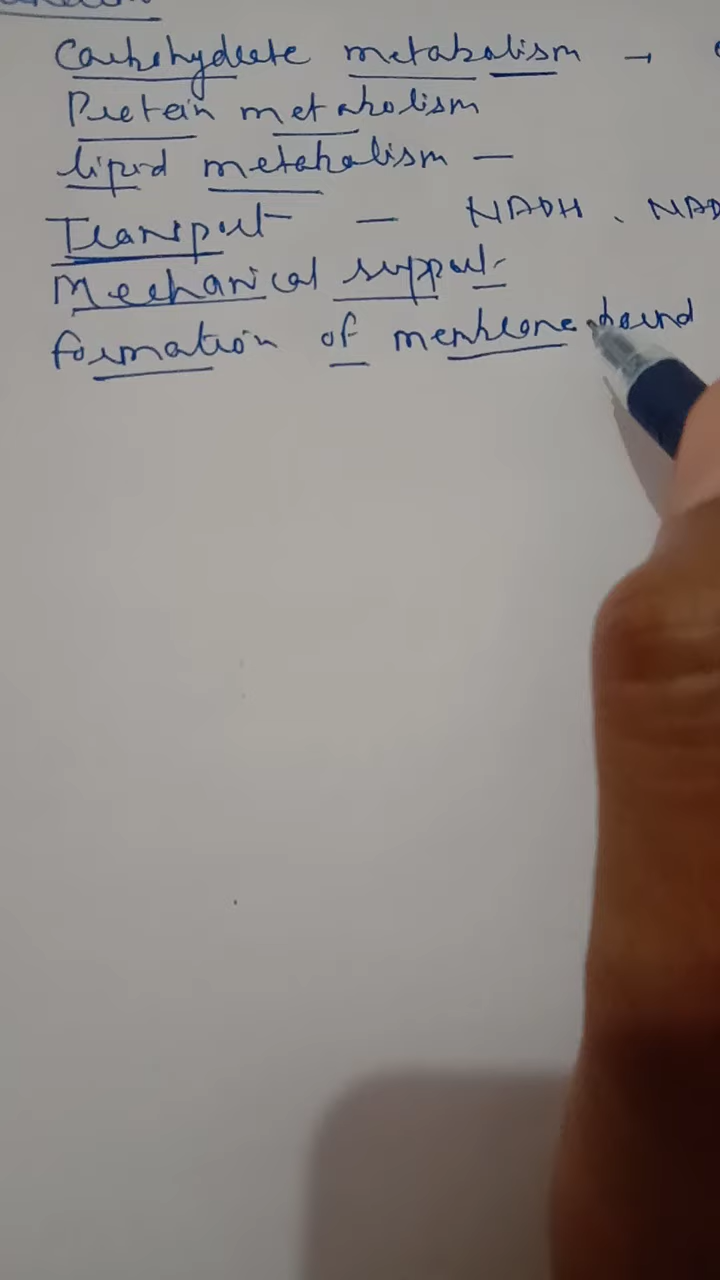 Carbohydrate metabolism →
Protein metabolism
lipid metabolism —
Transport — NADH, NAD
Mechanical support
formation of membrane bound